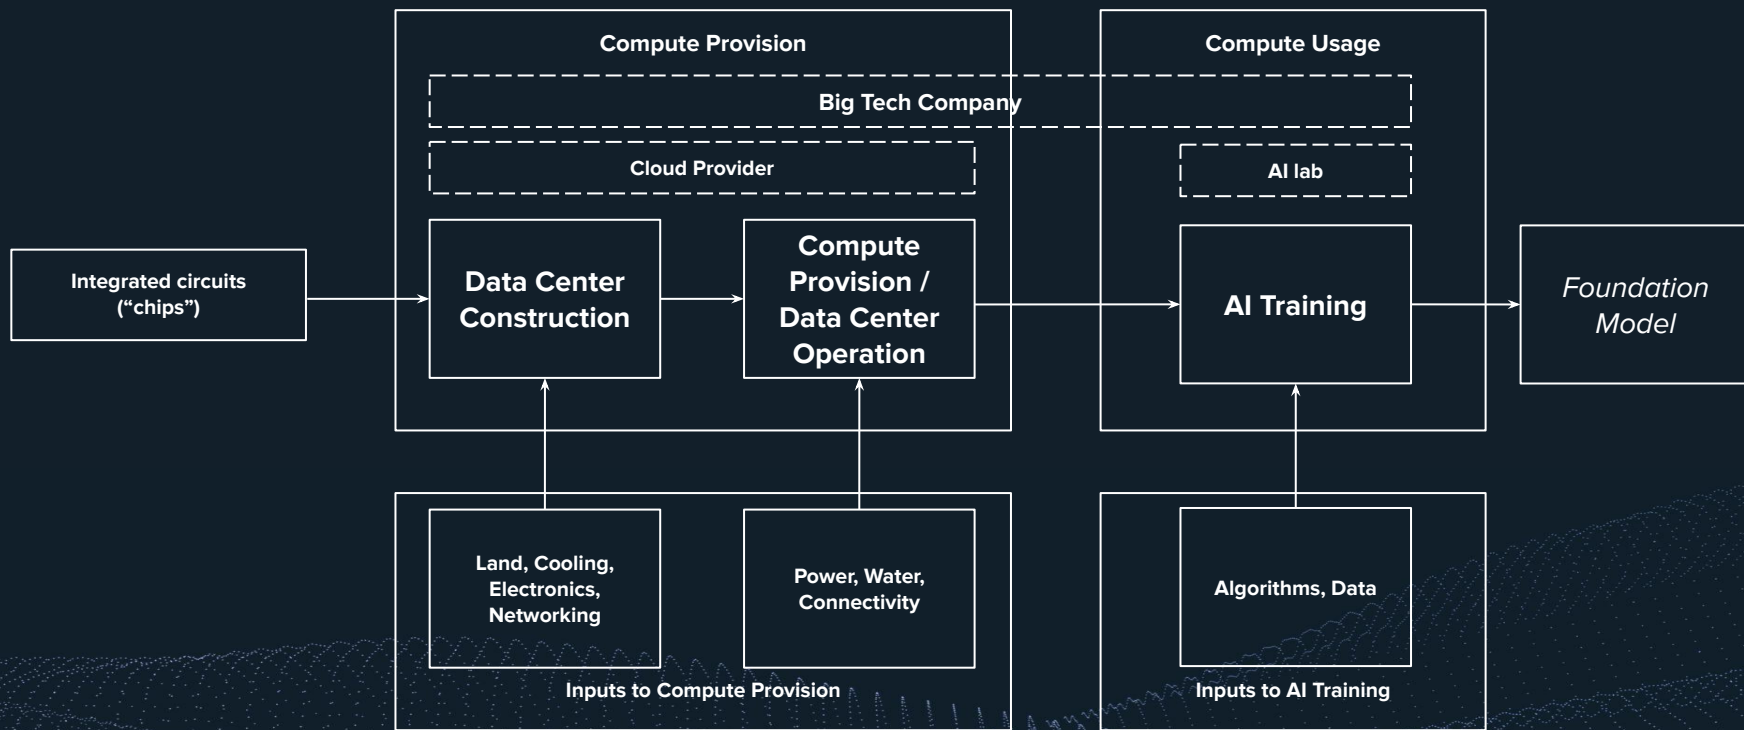 Compute Provision
Compute Usage
Big Tech Company
Cloud Provider
AI lab
Integrated circuits
(“chips”)
Data Center
Construction
Compute
Provision /
Data Center
Operation
AI Training
Foundation
Model
Land, Cooling,
Electronics,
Networking
Power, Water,
Connectivity
Algorithms, Data
Inputs to Compute Provision
Inputs to AI Training